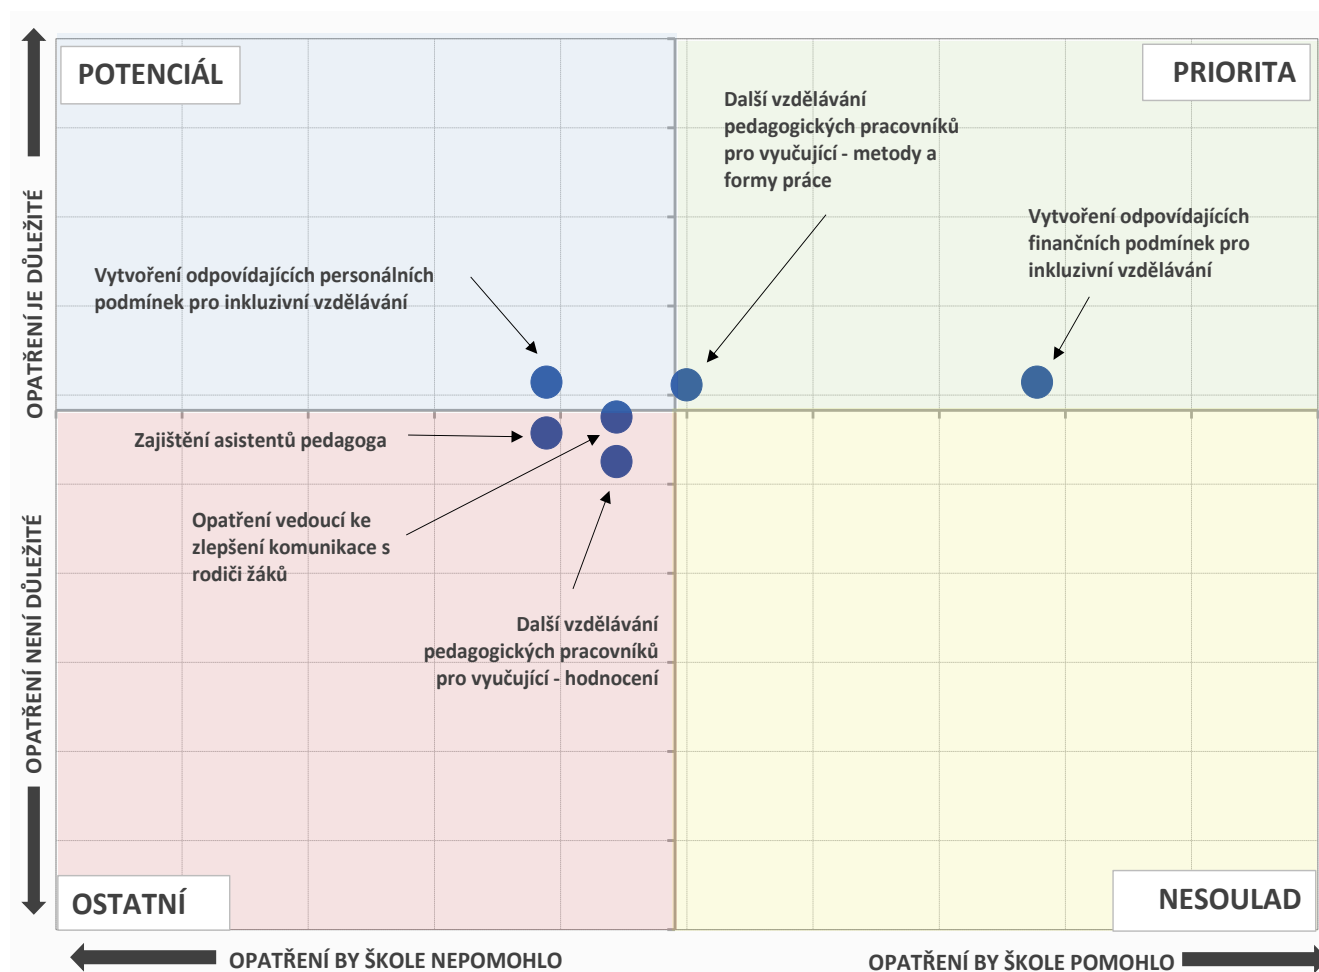 POTENCIÁL
PRIORITA
Další vzdělávání
pedagogických pracovníků
pro vyučující - metody a
formy práce
Vytvoření odpovídajících
finančních podmínek pro
inkluzivní vzdělávání
Vytvoření odpovídajících personálních
podmínek pro inkluzivní vzdělávání
OPATŘENÍ JE DŮLEŽITÉ
Zajištění asistentů pedagoga
Opatření vedoucí ke
zlepšení komunikace s
rodiči žáků
Další vzdělávání
pedagogických pracovníků
pro vyučující - hodnocení
OPATŘENÍ NENÍ DŮLEŽITÉ
OSTATNÍ
NESOULAD
OPATŘENÍ BY ŠKOLE NEPOMOHLO
OPATŘENÍ BY ŠKOLE POMOHLO